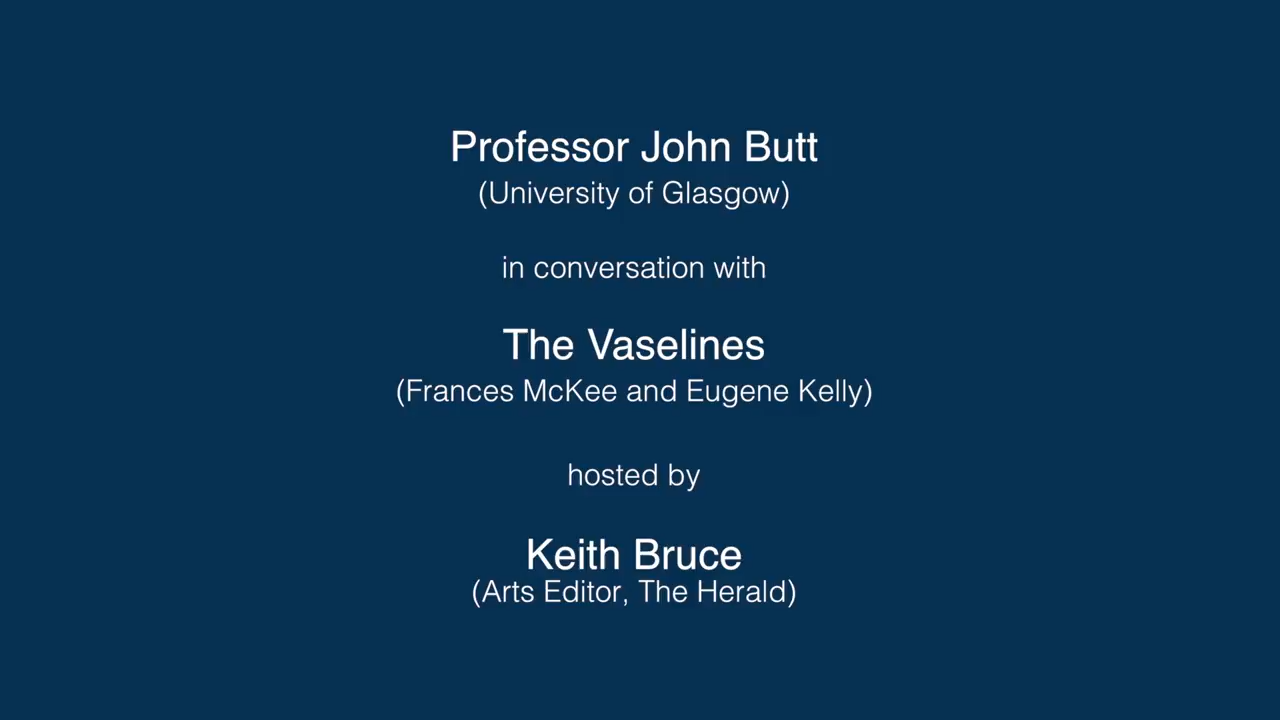 Professor John Butt
(University of Glasgow)
in conversation with
The Vaselines
(Frances McKee and Eugene Kelly)
hosted by
Keith Bruce
(Arts Editor, The Herald)